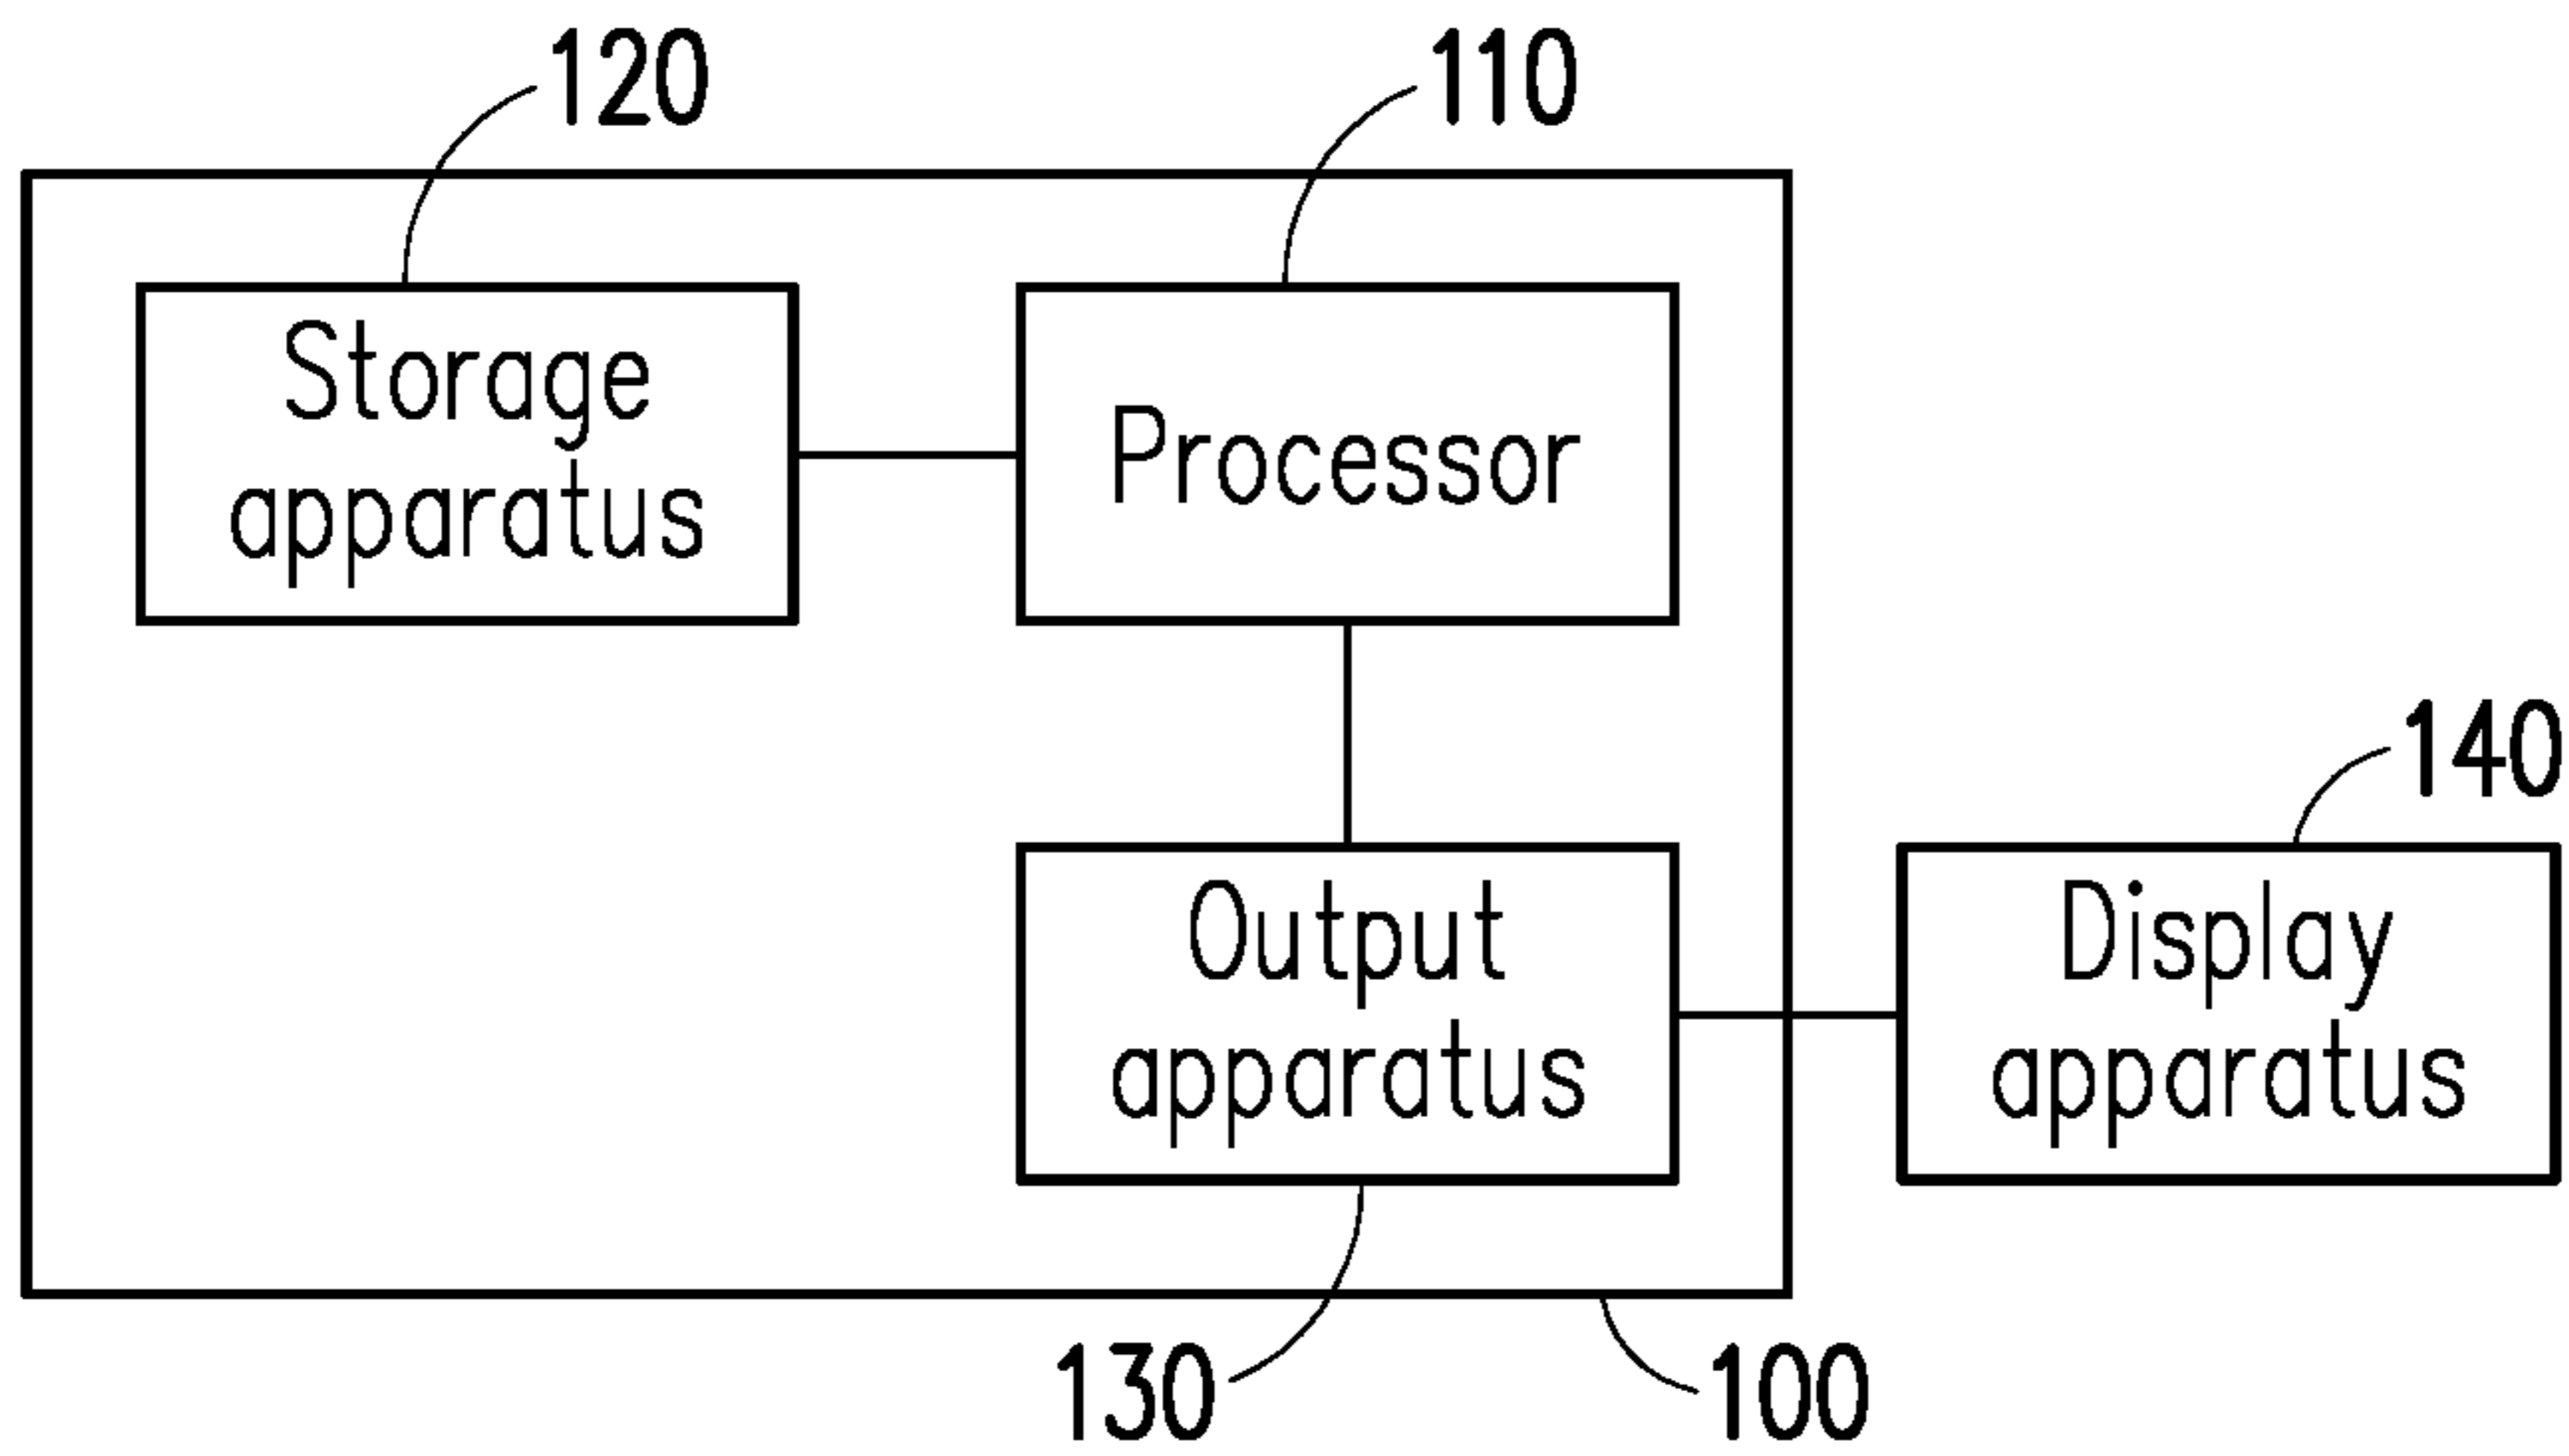 120
110
Storage
apparatus
Processor
140
Output
apparatus
Display
apparatus
130
100